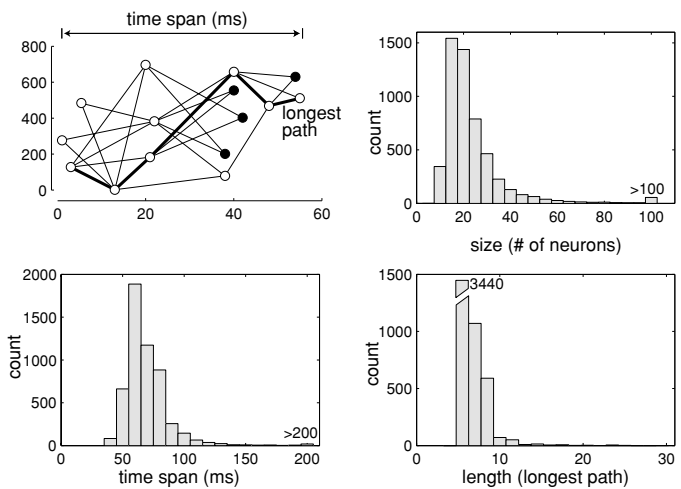 time span (ms)
800
600
400
200
0
longest
path
0 20 40 60
1500
1000
500
0
count
>100
0 20 40 60 80 100
size (# of neurons)
2000
1500
1000
500
0
count
>200
0 50 100 150 200
time span (ms)
1500
1000
500
0
count
3440
0 10 20 30
length (longest path)